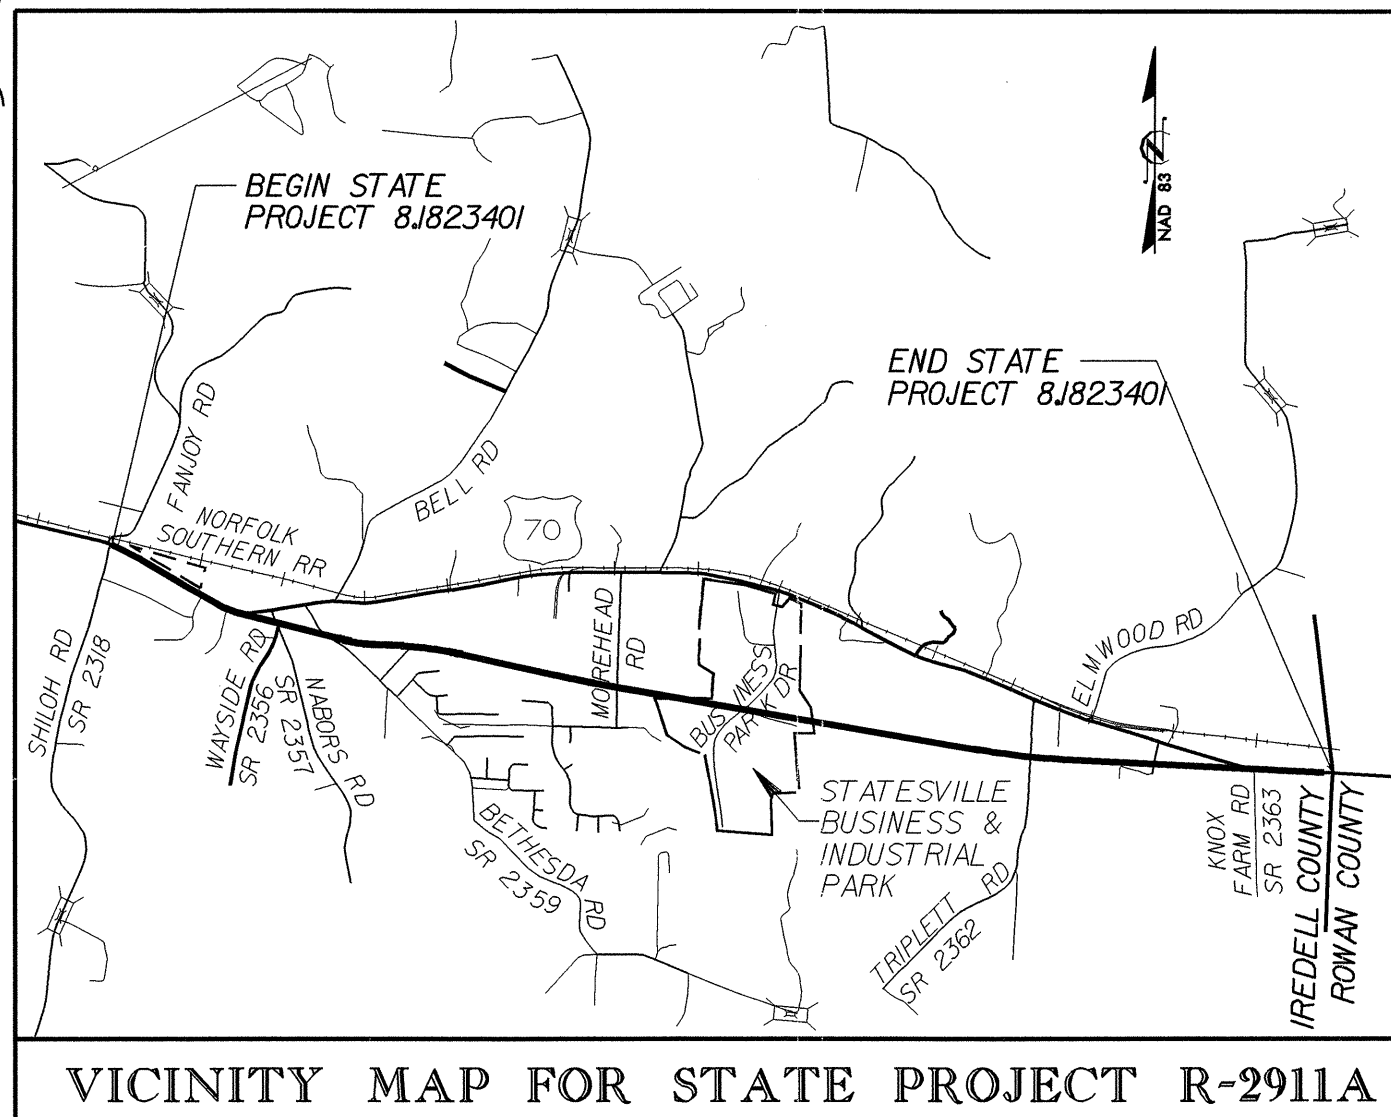 BEGIN STATE
PROJECT 8.1823401
N
NAD 83
END STATE
PROJECT 8.1823401
FANJOY RD
BELL RD
NORFOLK
SOUTHERN RR
70
MOREHEAD
RD
ELMWOOD RD
SHILOH RD
SR 2318
WAYSIDE RD
SR 2356
NABORS RD
SR 2357
BUSINESS
PARK DR
STATESVILLE
BUSINESS &
INDUSTRIAL
PARK
BETHESDA RD
SR 2359
TRIPLETT RD
SR 2362
KNOX
FARM RD
SR 2363
IREDELL COUNTY
ROWAN COUNTY
VICINITY MAP FOR STATE PROJECT R-2911A